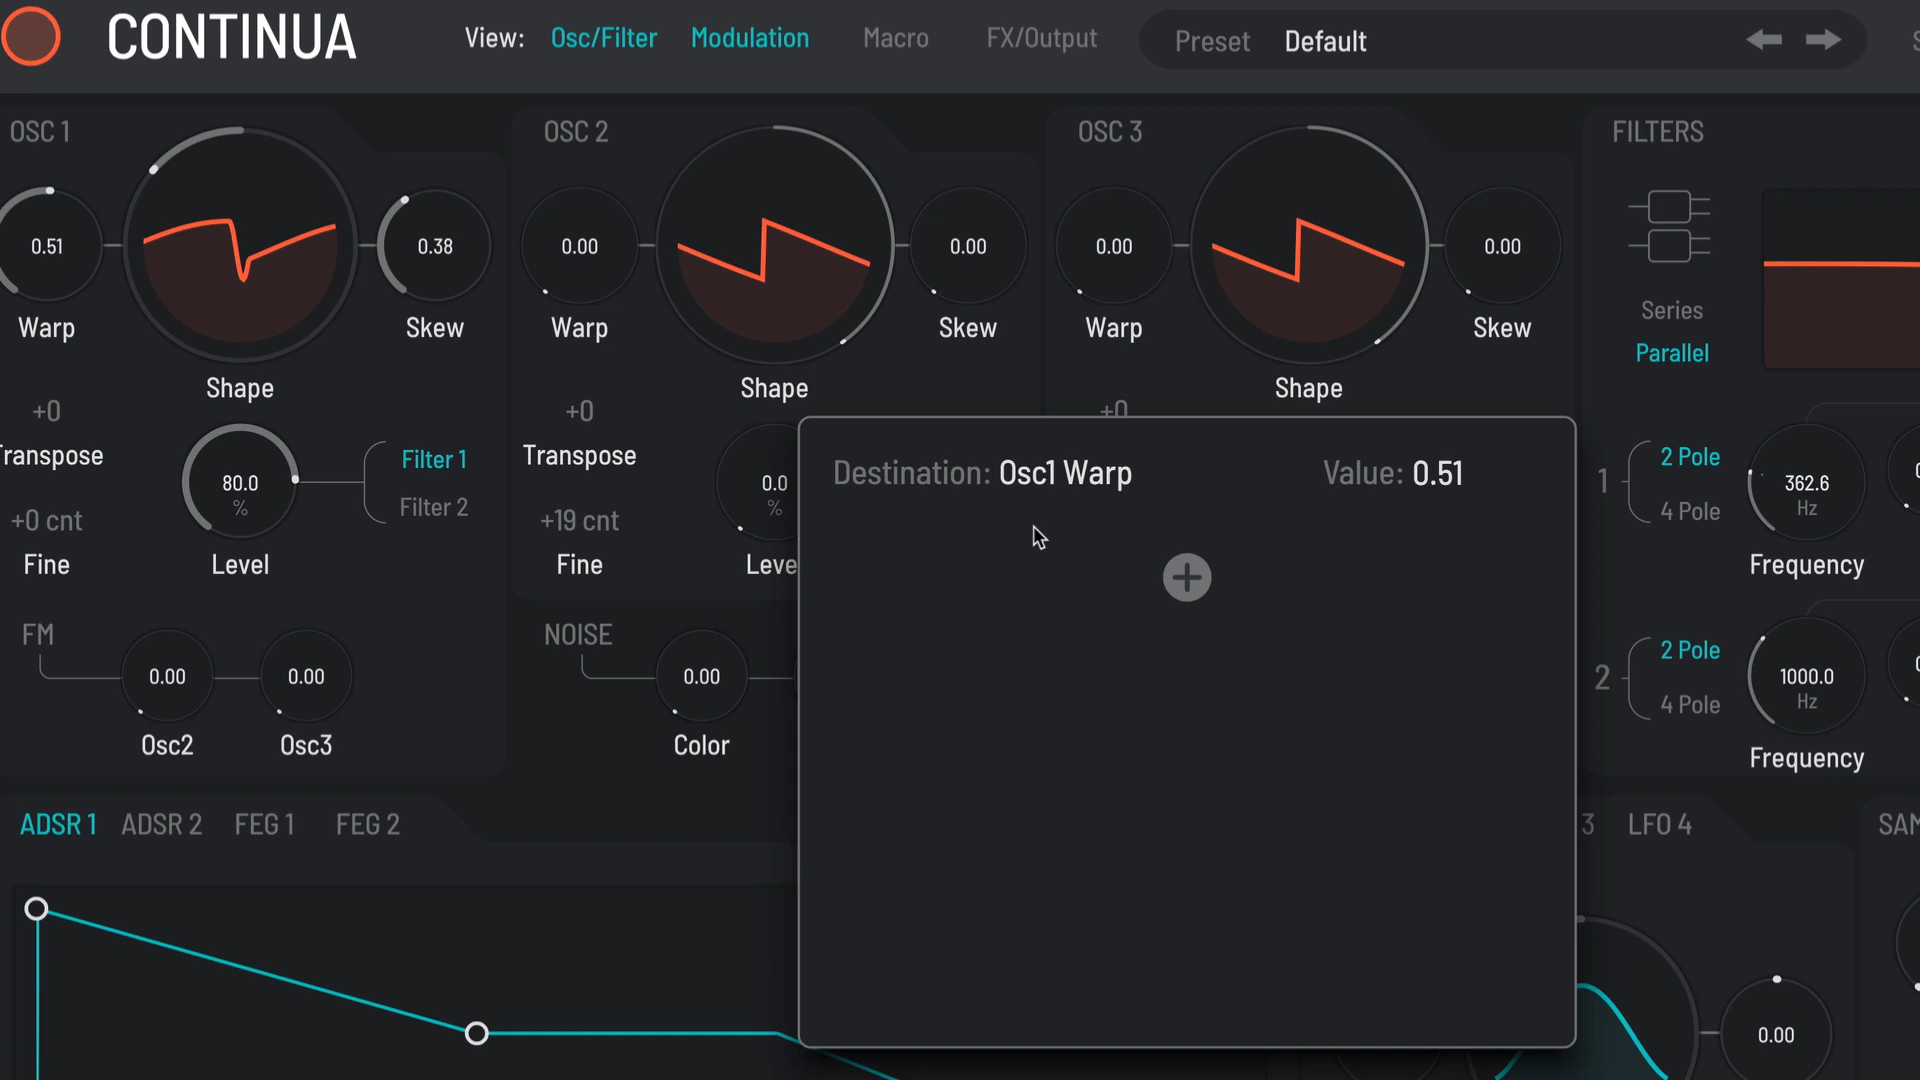 CONTINUA
View: Osc/Filter Modulation Macro FX/Output
Preset Default
OSC 1
0.51
Warp
Shape
0.38
Skew
+0
Transpose
+0 cnt
Fine
80.0
%
Level
Filter 1
Filter 2
FM
0.00
Osc2
0.00
Osc3
OSC 2
0.00
Warp
Shape
0.00
Skew
+0
Transpose
+19 cnt
Fine
0.0
%
Leve
NOISE
0.00
Color
OSC 3
0.00
Warp
Shape
0.00
Skew
+0
Destination: Osc1 Warp
Value: 0.51
FILTERS
Series
Parallel
1
2 Pole
4 Pole
362.6
Hz
Frequency
2
2 Pole
4 Pole
1000.0
Hz
Frequency
ADSR 1 ADSR 2 FEG 1 FEG 2
3 LFO 4
SAM
0.00